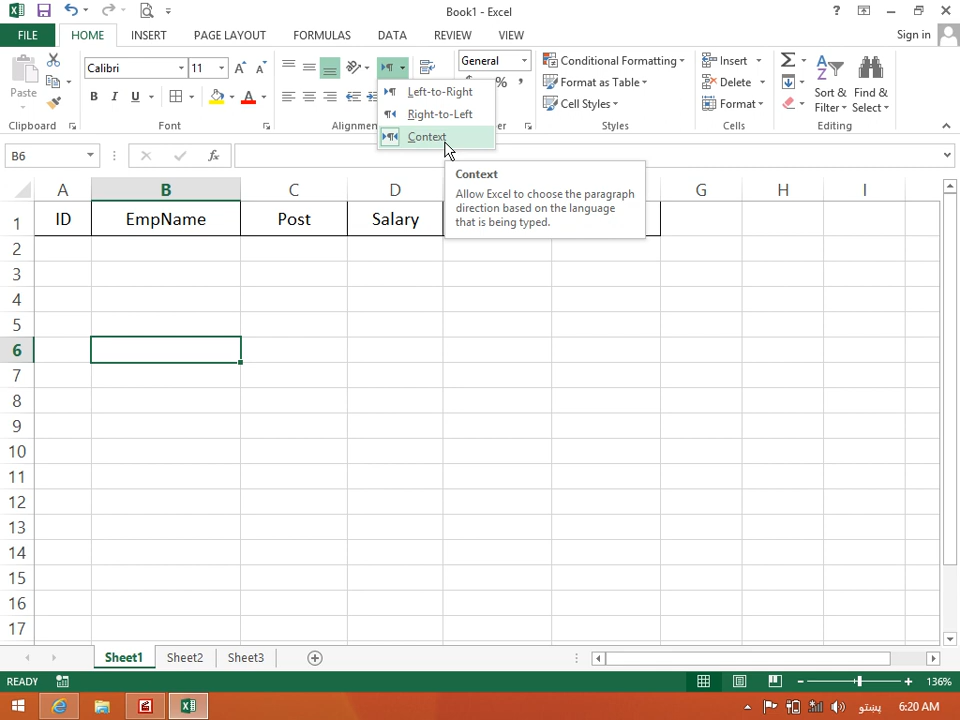 Book1 - Excel
?
FILE HOME INSERT PAGE LAYOUT FORMULAS DATA REVIEW VIEW Sign in
Paste
Calibri 11 A A
B I U A
General
%
,
Conditional Formatting
Format as Table
Cell Styles
Insert
Delete
Format
Sort & Filter
Find & Select
Clipboard Font Alignmen r Styles Cells Editing
Left-to-Right
Right-to-Left
Context
B6
fx
Context
Allow Excel to choose the paragraph
direction based on the language
that is being typed.
A B C D G H I
1 ID EmpName Post Salary
2
3
4
5
6
7
8
9
10
11
12
13
14
15
16
17
Sheet1 Sheet2 Sheet3
READY 136%
پښتو 6:20 AM